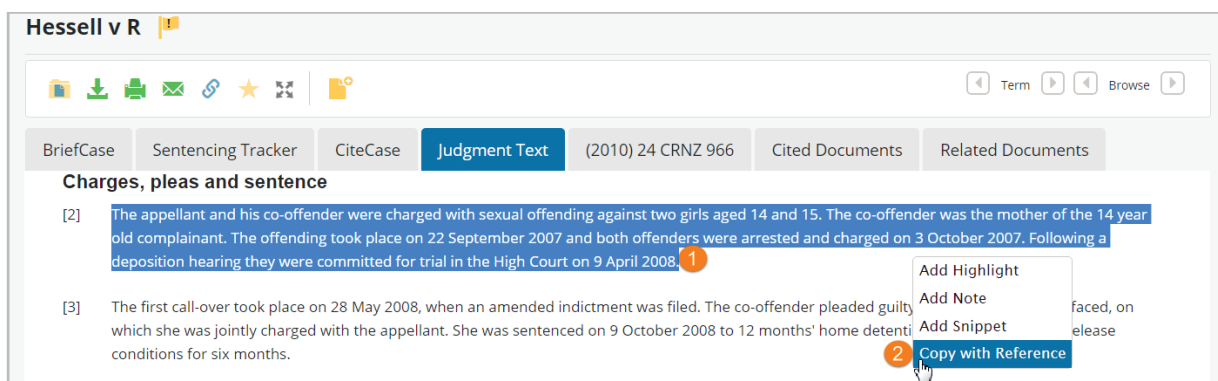 Hessell v R
Term Browse
BriefCase Sentencing Tracker CiteCase Judgment Text (2010) 24 CRNZ 966 Cited Documents Related Documents
Charges, pleas and sentence
[2] The appellant and his co-offender were charged with sexual offending against two girls aged 14 and 15. The co-offender was the mother of the 14 year
old complainant. The offending took place on 22 September 2007 and both offenders were arrested and charged on 3 October 2007. Following a
deposition hearing they were committed for trial in the High Court on 9 April 2008. 1
Add Highlight
Add Note
Add Snippet
2 Copy with Reference
[3] The first call-over took place on 28 May 2008, when an amended indictment was filed. The co-offender pleaded guilty faced, on
which she was jointly charged with the appellant. She was sentenced on 9 October 2008 to 12 months' home detenti elease
conditions for six months.